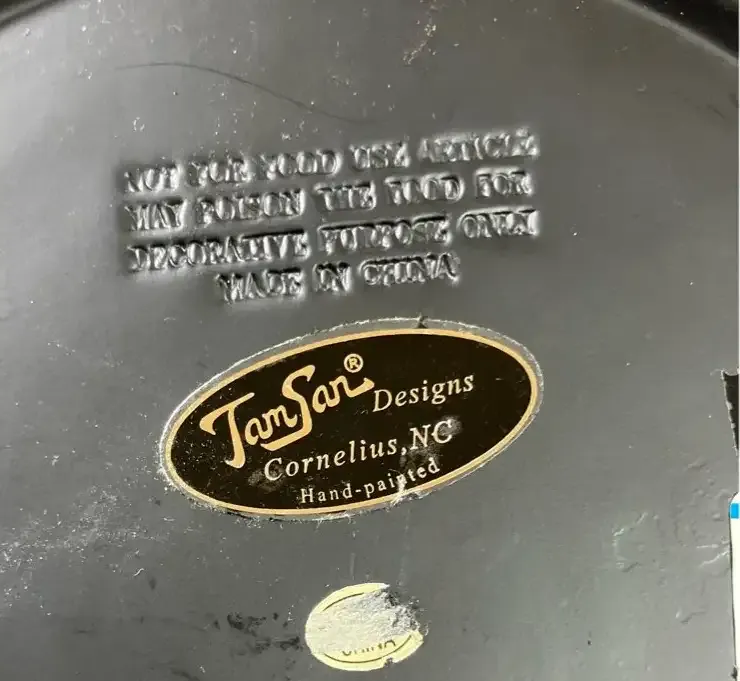 NOT FOR FOOD USE ARTICLE
MAY POISON THE FOOD FOR
DECORATIVE PURPOSE ONLY
MADE IN CHINA
TamSan® Designs
Cornelius, NC
Hand-painted
CHINA